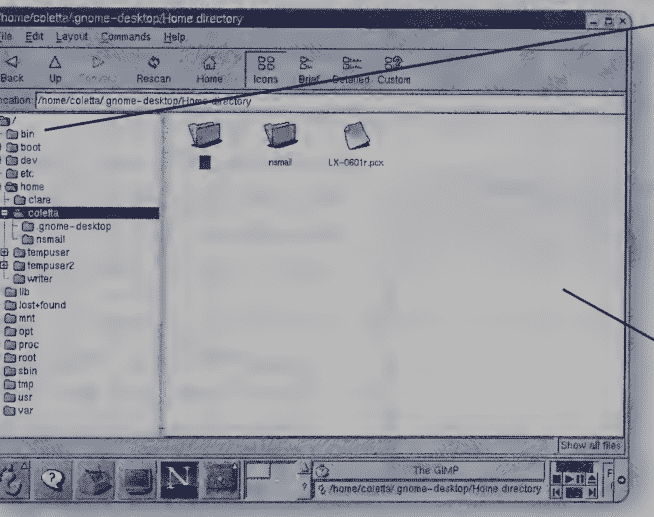 /home/coletta/.gnome-desktop/Home directory
File Edit Layout Commands Help
Back Up Rescan Home Icons Brief Detailed Custom
Location: /home/coletta/.gnome-desktop/Home directory
/
bin
boot
dev
etc
home
clare
coletta
.gnome-desktop
nsmail
tempuser
tempuser2
writer
lib
lost+found
mnt
opt
proc
root
sbin
tmp
usr
var
nsmail LX-0601r.pcx
Show all files
N
The GIMP
/home/coletta/.gnome-desktop/Home directory